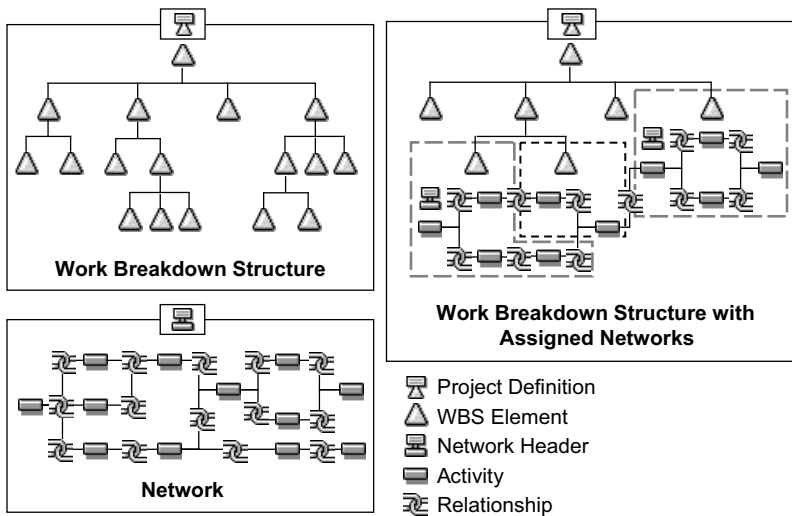 Work Breakdown Structure
Network
Work Breakdown Structure with
Assigned Networks
Project Definition
WBS Element
Network Header
Activity
Relationship